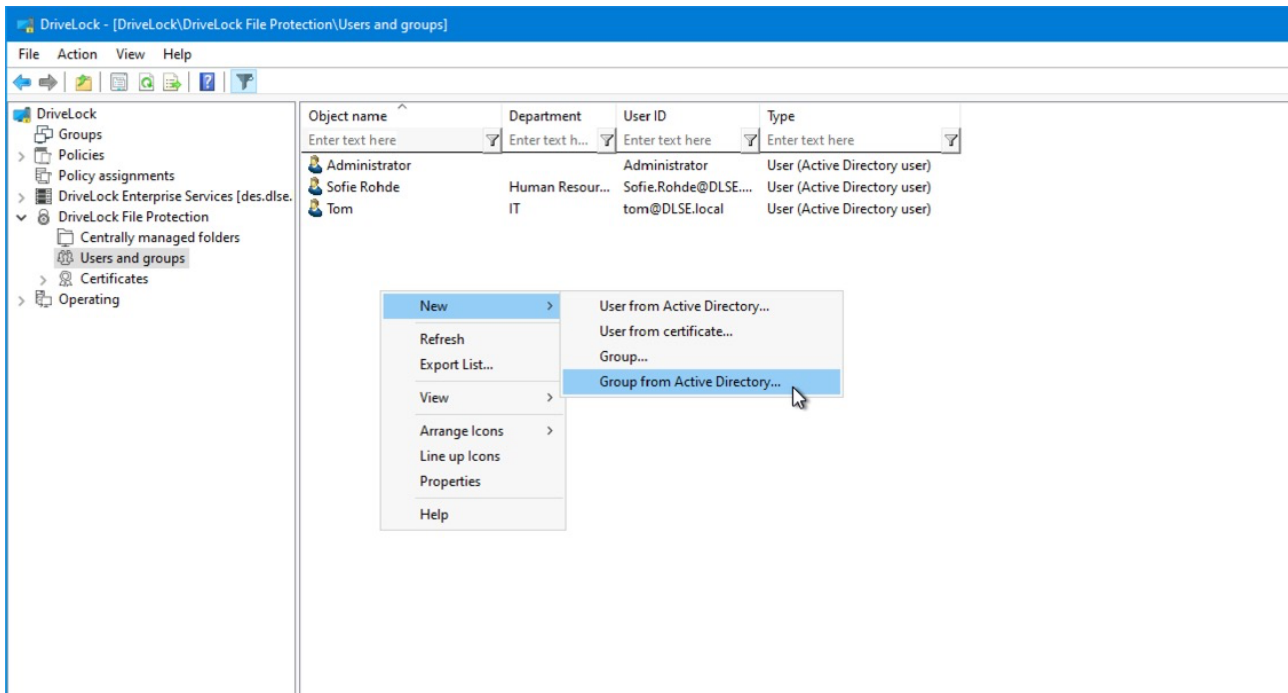 DriveLock - [DriveLock\DriveLock File Protection\Users and groups]
File Action View Help
DriveLock
Groups
Policies
Policy assignments
DriveLock Enterprise Services [des.dlse.
DriveLock File Protection
Centrally managed folders
Users and groups
Certificates
Operating
Object name Department User ID Type
Enter text here Enter text h... Enter text here Enter text here
Administrator Administrator User (Active Directory user)
Sofie Rohde Human Resour... Sofie.Rohde@DLSE.... User (Active Directory user)
Tom IT tom@DLSE.local User (Active Directory user)
New
Refresh
Export List...
View
Arrange Icons
Line up Icons
Properties
Help
User from Active Directory...
User from certificate...
Group...
Group from Active Directory...